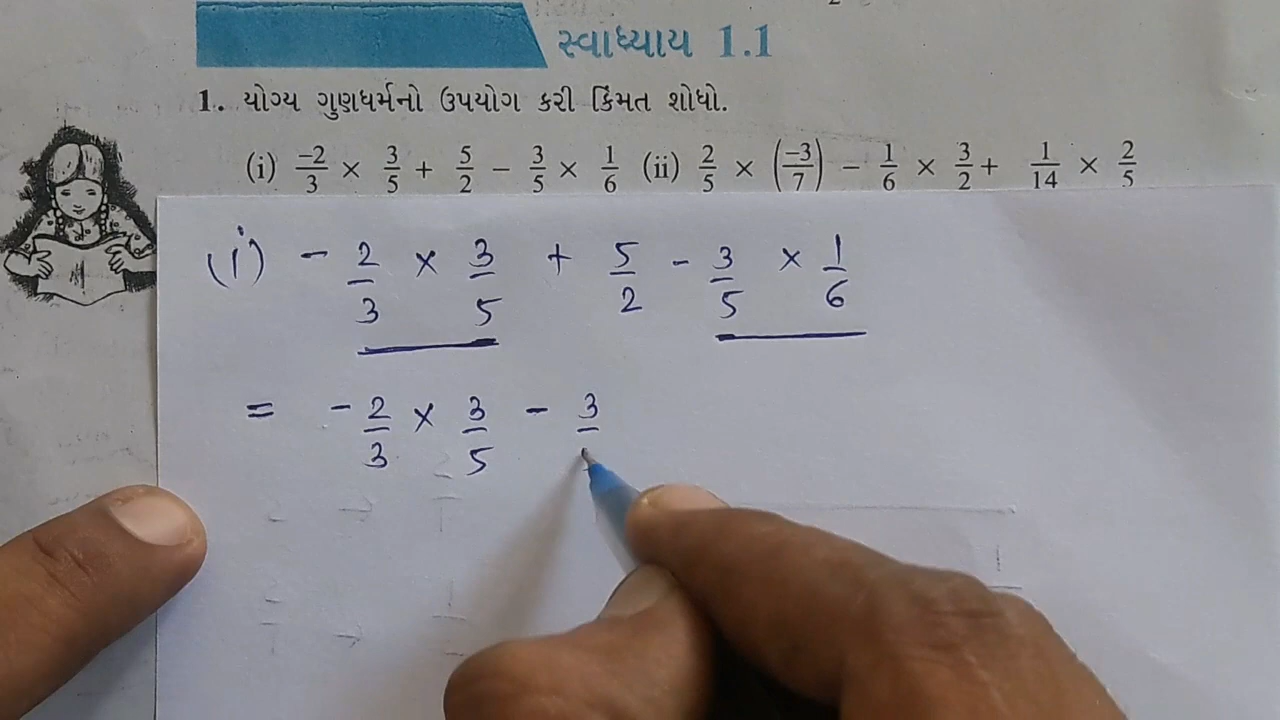 સ્વાધ્યાય 1.1
1. યોગ્ય ગુણધર્મનો ઉપયોગ કરી કિંમત શોધો.
(i) -2/3 × 3/5 + 5/2 − 3/5 × 1/6 (ii) 2/5 × (-3/7) − 1/6 × 3/2 + 1/14 × 2/5
(i) - 2/3 × 3/5 + 5/2 - 3/5 × 1/6
= - 2/3 × 3/5 - 3